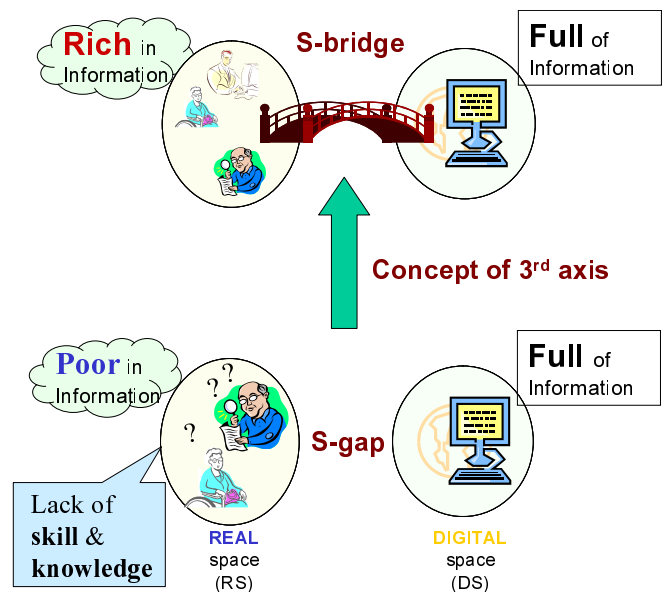 Rich in
Information
S-bridge
Full of
Information
Concept of 3rd axis
Poor in
Information
? ?
?
S-gap
Full of
Information
Lack of
skill &
knowledge
REAL
space
(RS)
DIGITAL
space
(DS)